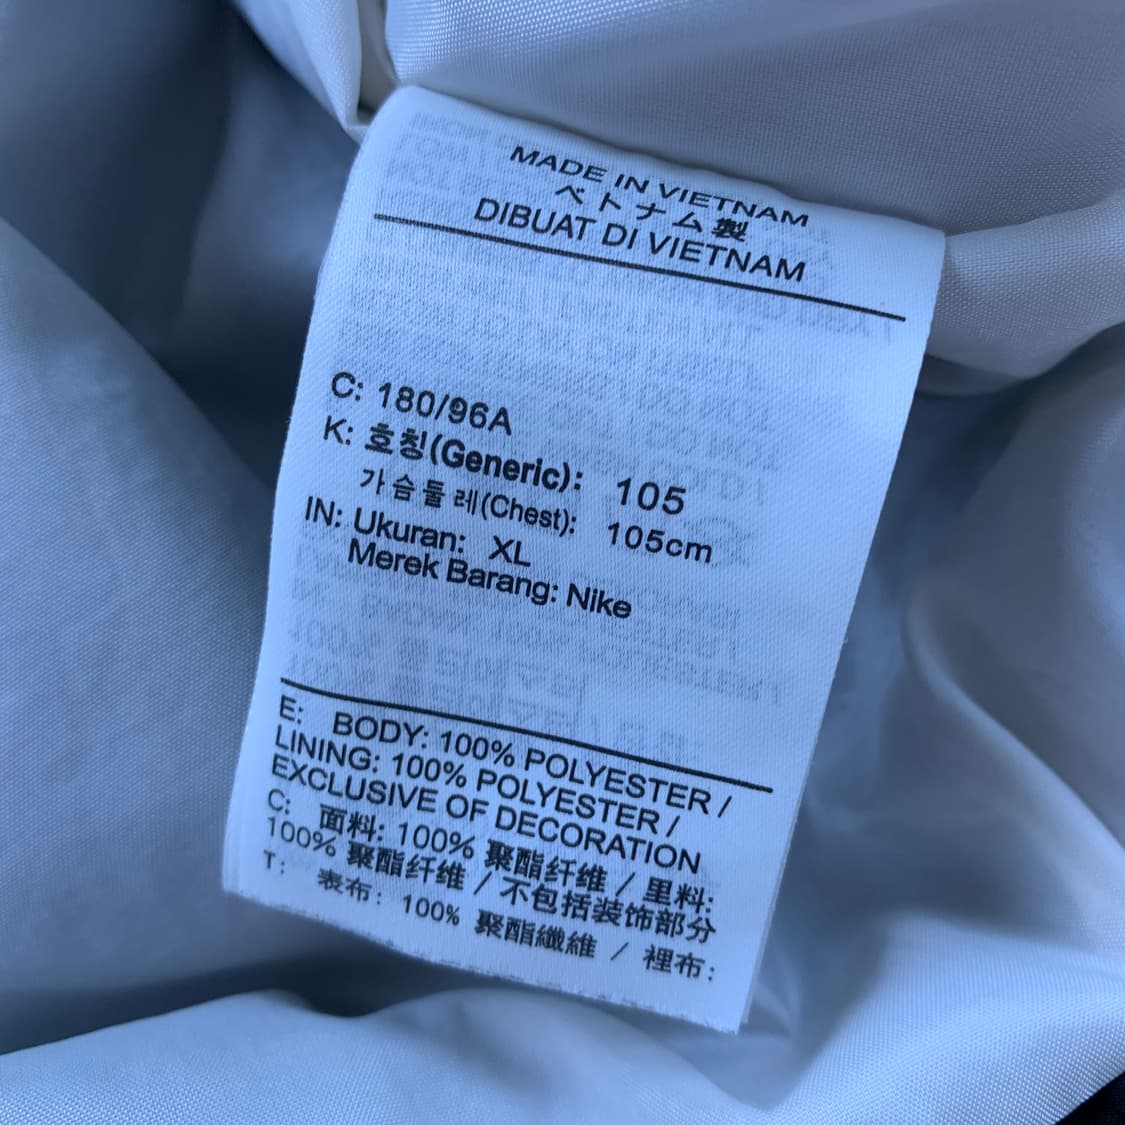 MADE IN VIETNAM
ベトナム製
DIBUAT DI VIETNAM
C: 180/96A
K: 호칭(Generic): 105
가슴둘레(Chest): 105cm
IN: Ukuran: XL
Merek Barang: Nike
E: BODY: 100% POLYESTER /
LINING: 100% POLYESTER /
EXCLUSIVE OF DECORATION
C: 面料: 100% 聚酯纤维 / 里料:
100% 聚酯纤维 / 不包括装饰部分
T: 表布: 100% 聚酯纖維 / 裡布: